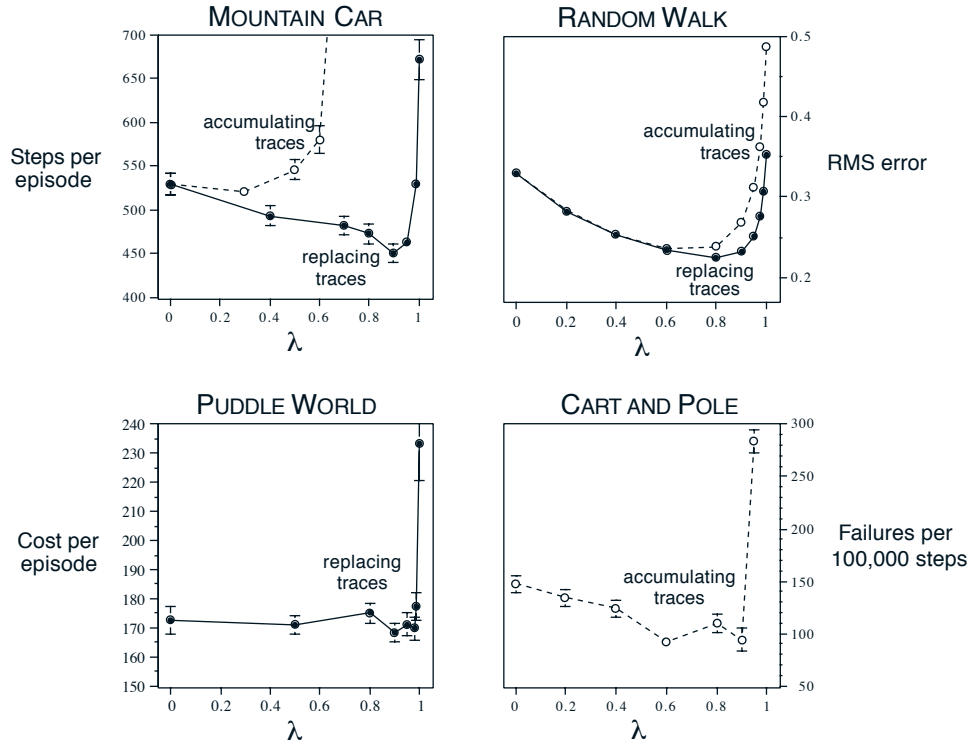 MOUNTAIN CAR
700
650
600
550
500
450
400
Steps per
episode
accumulating
traces
replacing
traces
0 0.2 0.4 0.6 0.8 1
λ
RANDOM WALK
0.5
0.4
0.3
0.2
RMS error
accumulating
traces
replacing
traces
0 0.2 0.4 0.6 0.8 1
λ
PUDDLE WORLD
240
230
220
210
200
190
180
170
160
150
Cost per
episode
replacing
traces
0 0.2 0.4 0.6 0.8 1
λ
CART AND POLE
300
250
200
150
100
50
Failures per
100,000 steps
accumulating
traces
0 0.2 0.4 0.6 0.8 1
λ